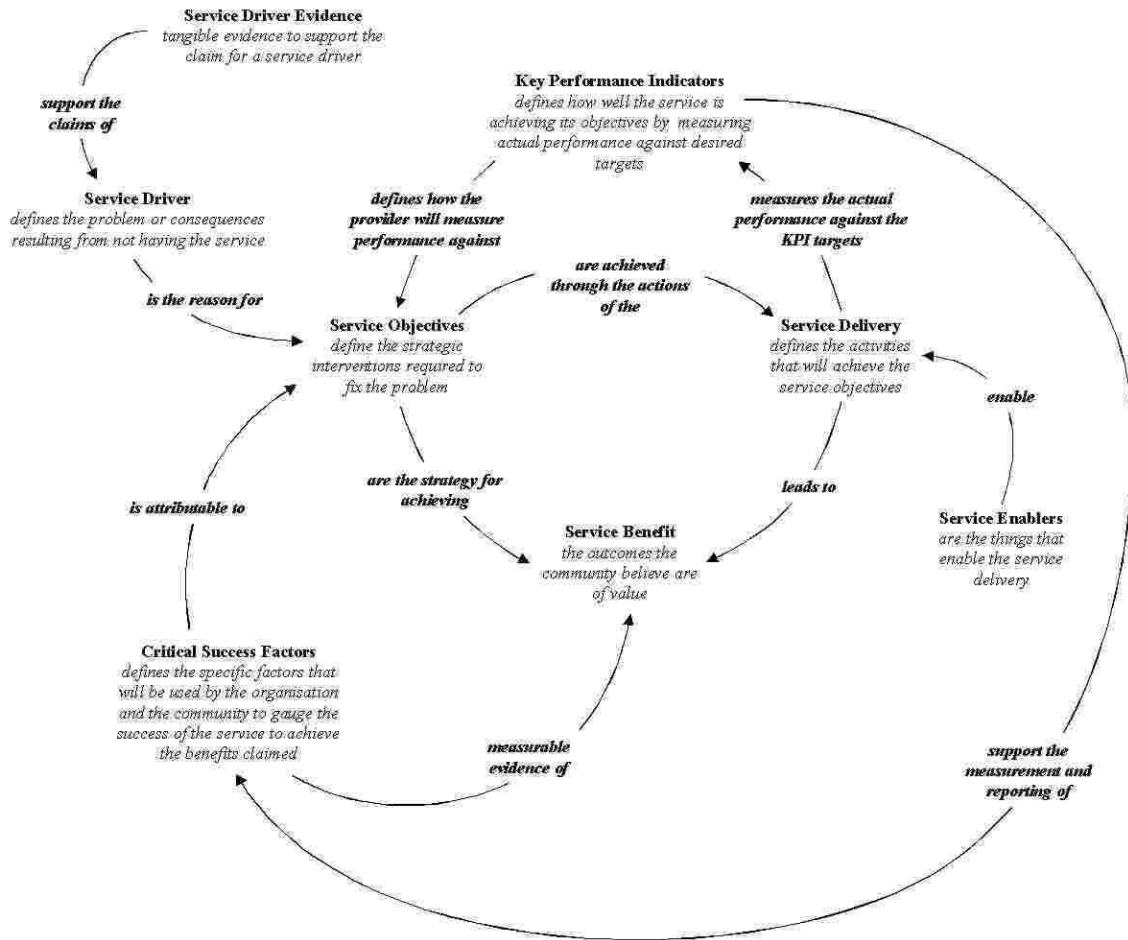 Service Driver Evidence
tangible evidence to support the
claim for a service driver
support the
claims of
Service Driver
defines the problem or consequences
resulting from not having the service
is the reason for
Key Performance Indicators
defines how well the service is
achieving its objectives by measuring
actual performance against desired
targets
defines how the
provider will measure
performance against
measures the actual
performance against the
KPI targets
are achieved
through the actions
of the
Service Objectives
define the strategic
interventions required to
fix the problem
Service Delivery
defines the activities
that will achieve the
service objectives
enable
is attributable to
are the strategy for
achieving
leads to
Service Enablers
are the things that
enable the service
delivery
Service Benefit
the outcomes the
community believe are
of value
Critical Success Factors
defines the specific factors that
will be used by the organisation
and the community to gauge the
success of the service to achieve
the benefits claimed
measurable
evidence of
support the
measurement and
reporting of